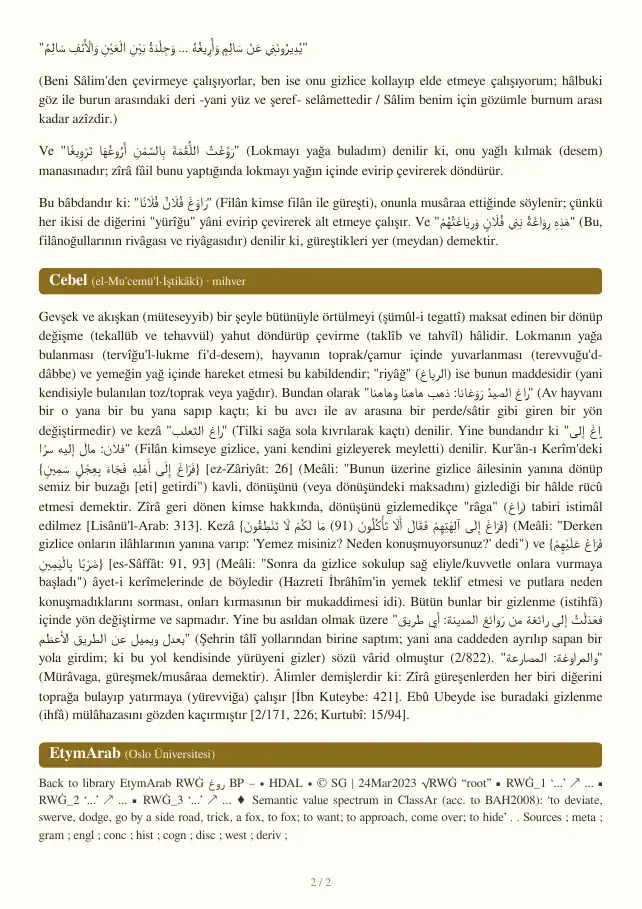 "يُدِيرُونَنِي عَنْ سَالِمٍ وَأُرِيغُهُ ... وَجِلْدَةُ بَيْنِ الْعَيْنِ وَالْأَنْفِ سَالِمُ"
(Beni Sâlim'den çevirmeye çalışıyorlar, ben ise onu gizlice kollayıp elde etmeye çalışıyorum; hâlbuki
göz ile burun arasındaki deri -yani yüz ve şeref- selâmettedir / Sâlim benim için gözümle burnum arası
kadar azîzdir.)
Ve "رَوَّغْتُ اللُّقْمَةَ بِالسَّمْنِ أُرَوِّغُهَا تَرْوِيغًا" (Lokmayı yağa buladım) denilir ki, onu yağlı kılmak (desem)
manasınadır; zîrâ fâil bunu yaptığında lokmayı yağın içinde evirip çevirerek döndürür.
Bu bâbdandır ki: "رَاوَغَ فُلَانٌ فُلَانًا" (Filân kimse filân ile güreşti), onunla musâraa ettiğinde söylenir; çünkü
her ikisi de diğerini "yürîğu" yâni evirip çevirerek alt etmeye çalışır. Ve "هَذِهِ رِوَاغَةُ بَنِي فُلَانٍ وَرِيَاغَتُهُمْ" (Bu,
filânoğullarının rivâgası ve riyâgasıdır) denilir ki, güreştikleri yer (meydan) demektir.
Cebel (el-Mu'cemü'l-İştikâkî) · mihver
Gevşek ve akışkan (müteseyyib) bir şeyle bütünüyle örtülmeyi (şümûl-i tegattî) maksat edinen bir dönüp
değişme (tekallüb ve tehavvül) yahut döndürüp çevirme (taklîb ve tahvîl) hâlidir. Lokmanın yağa
bulanması (tervîğu'l-lukme fi'd-desem), hayvanın toprak/çamur içinde yuvarlanması (terevvuğu'd-
dâbbe) ve yemeğin yağ içinde hareket etmesi bu kabildendir; "riyâğ" (الرياغ) ise bunun maddesidir (yani
kendisiyle bulanılan toz/toprak veya yağdır). Bundan olarak "راغ الصيدُ رَوَغانا: ذهب هاهنا وهاهنا" (Av hayvanı
bir o yana bir bu yana sapıp kaçtı; ki bu avcı ile av arasına bir perde/sâtir gibi giren bir yön
değiştirmedir) ve kezâ "راغ الثعلب" (Tilki sağa sola kıvrılarak kaçtı) denilir. Yine bundandır ki "راغ إلى
فلان: مال إليه سرًا" (Filân kimseye gizlice, yani kendini gizleyerek meyletti) denilir. Kur'ân-ı Kerîm'deki
{فَرَاغَ إِلَى أَهْلِهِ فَجَاءَ بِعِجْلٍ سَمِينٍ} [ez-Zâriyât: 26] (Meâli: "Bunun üzerine gizlice âilesinin yanına dönüp
semiz bir buzağı [eti] getirdi") kavli, dönüşünü (veya dönüşündeki maksadını) gizlediği bir hâlde rücû
etmesi demektir. Zîrâ geri dönen kimse hakkında, dönüşünü gizlemedikçe "râga" (راغ) tabiri istimâl
edilmez [Lisânü'l-Arab: 313]. Kezâ {فَرَاغَ إِلَى آلِهَتِهِمْ فَقَالَ أَلَا تَأْكُلُونَ (91) مَا لَكُمْ لَا تَنْطِقُونَ} (Meâli: "Derken
gizlice onların ilâhlarının yanına varıp: 'Yemez misiniz? Neden konuşmuyorsunuz?' dedi") ve {فَرَاغَ عَلَيْهِمْ
ضَرْبًا بِالْيَمِينِ} [es-Sâffât: 91, 93] (Meâli: "Sonra da gizlice sokulup sağ eliyle/kuvvetle onlara vurmaya
başladı") âyet-i kerîmelerinde de böyledir (Hazreti İbrâhîm'in yemek teklif etmesi ve putlara neden
konuşmadıklarını sorması, onları kırmasının bir mukaddimesi idi). Bütün bunlar bir gizlenme (istihfâ)
içinde yön değiştirme ve sapmadır. Yine bu asıldan olmak üzere "فعَدَلْتُ إلى رائغة من روائغ المدينة: أي طريق
يعدل ويميل عن الطريق الأعظم" (Şehrin tâlî yollarından birine saptım; yani ana caddeden ayrılıp sapan bir
yola girdim; ki bu yol kendisinde yürüyeni gizler) sözü vârid olmuştur (2/822). "والمراوغة: المصارعة"
(Mürâvaga, güreşmek/musâraa demektir). Âlimler demişlerdir ki: Zîrâ güreşenlerden her biri diğerini
toprağa bulayıp yatırmaya (yürevviğa) çalışır [İbn Kuteybe: 421]. Ebû Ubeyde ise buradaki gizlenme
(ihfâ) mülâhazasını gözden kaçırmıştır [2/171, 226; Kurtubî: 15/94].
EtymArab (Oslo Üniversitesi)
Back to library EtymArab RWĠ روغ BP – • HDAL • © SG | 24Mar2023 √RWĠ “root” ▪ RWĠ_1 ‘...’ ↗ ... ▪
RWĠ_2 ‘...’ ↗ ... ▪ RWĠ_3 ‘...’ ↗ ... ♦ Semantic value spectrum in ClassAr (acc. to BAH2008): ‘to deviate,
swerve, dodge, go by a side road, trick, a fox, to fox; to want; to approach, come over; to hide’ . . Sources ; meta ;
gram ; engl ; conc ; hist ; cogn ; disc ; west ; deriv ;
2 / 2